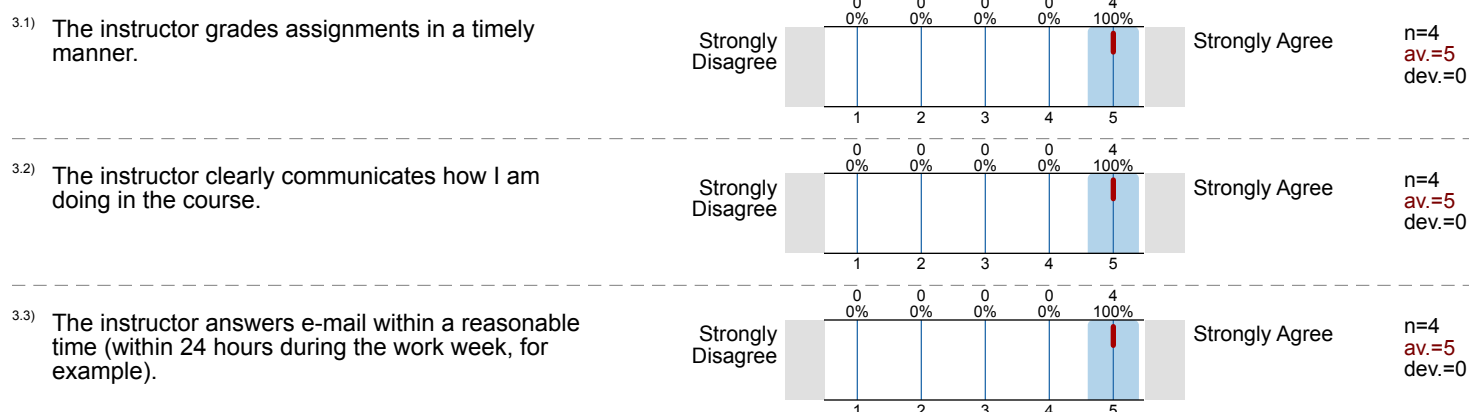 0 0 0 0 4
0% 0% 0% 0% 100%
3.1) The instructor grades assignments in a timely
manner.
Strongly
Disagree
Strongly Agree
n=4
av.=5
dev.=0
1 2 3 4 5
0 0 0 0 4
0% 0% 0% 0% 100%
3.2) The instructor clearly communicates how I am
doing in the course.
Strongly
Disagree
Strongly Agree
n=4
av.=5
dev.=0
1 2 3 4 5
0 0 0 0 4
0% 0% 0% 0% 100%
3.3) The instructor answers e-mail within a reasonable
time (within 24 hours during the work week, for
example).
Strongly
Disagree
Strongly Agree
n=4
av.=5
dev.=0
1 2 3 4 5